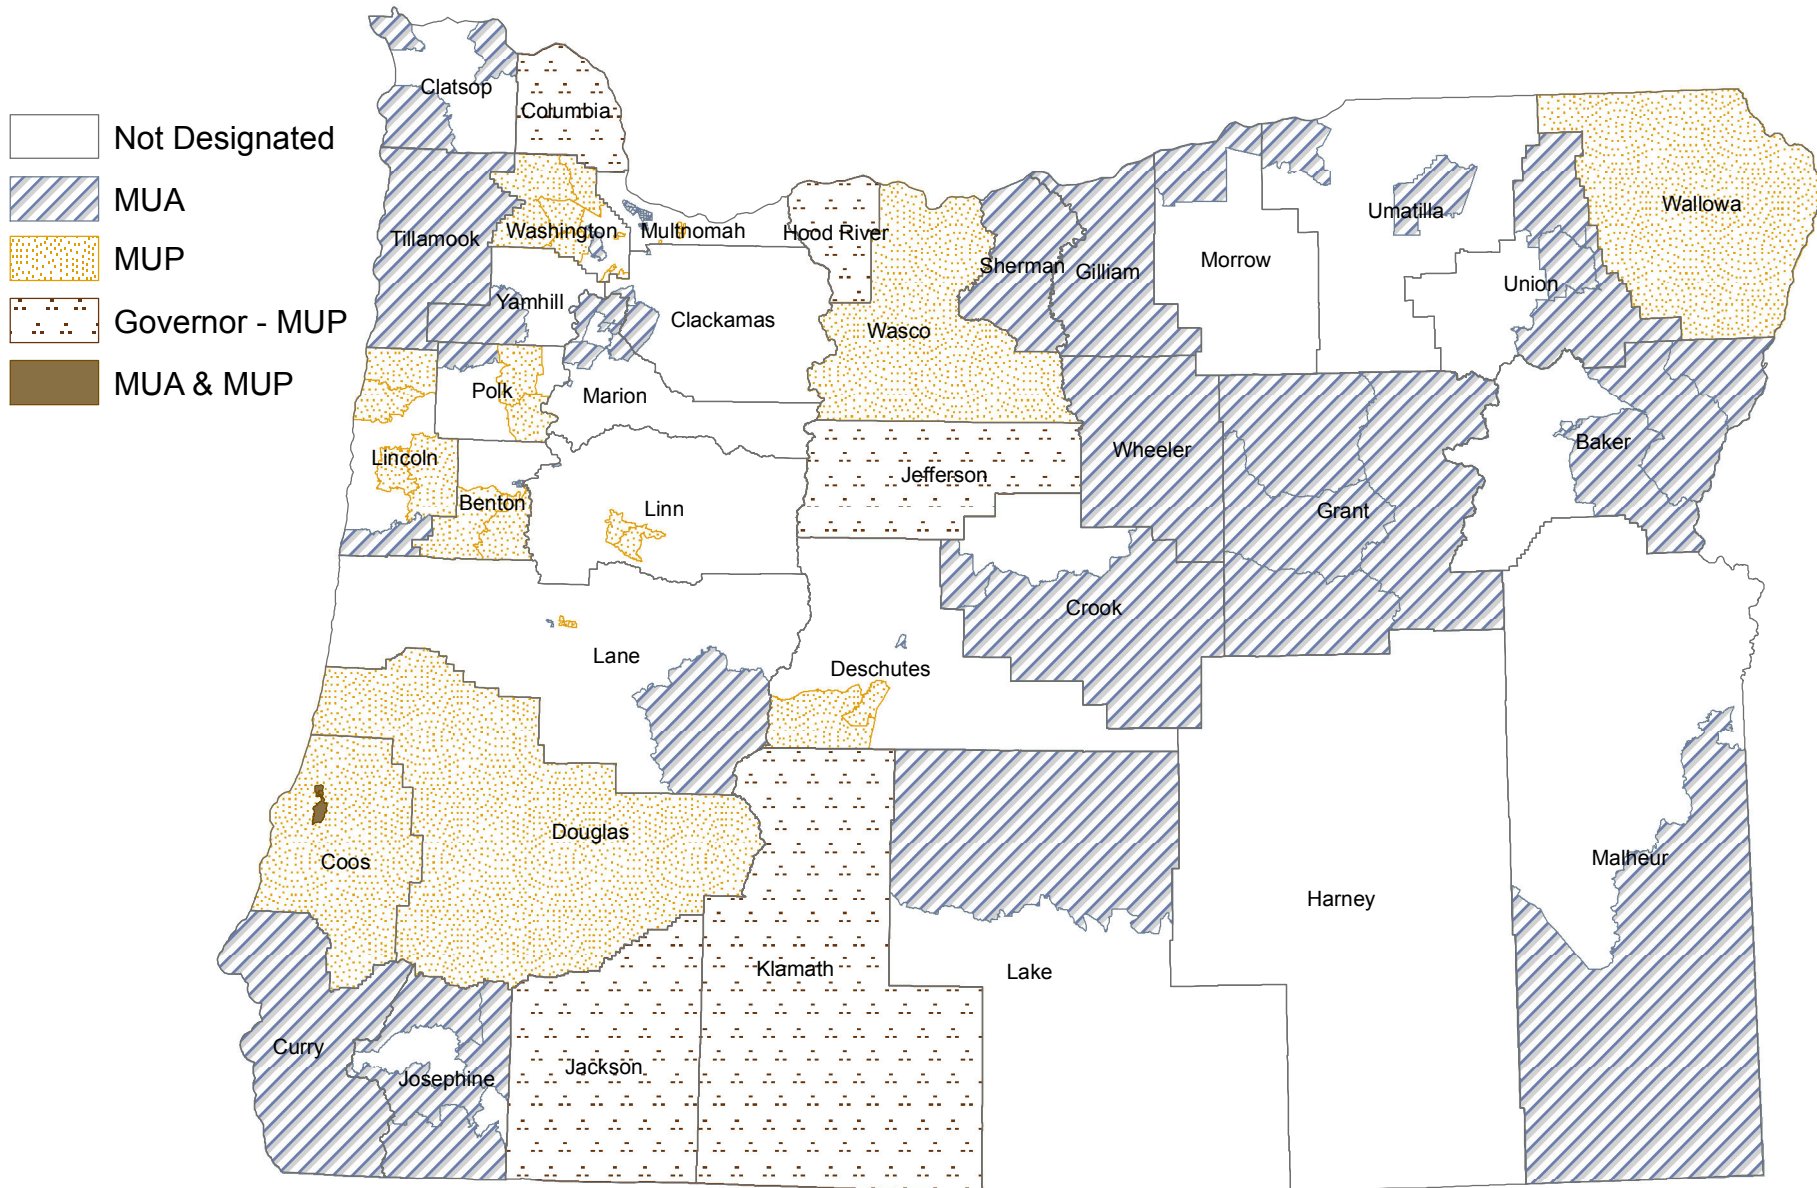 Not Designated
MUA
MUP
Governor - MUP
MUA & MUP
Clatsop
Columbia
Tillamook
Washington
Multhomah
Hood River
Sherman
Gilliam
Morrow
Umatilla
Wallowa
Union
Yamhill
Clackamas
Wasco
Polk
Marion
Lincoln
Benton
Linn
Jefferson
Wheeler
Grant
Baker
Crook
Lane
Deschutes
Douglas
Coos
Malheur
Harney
Klamath
Lake
Curry
Josephine
Jackson